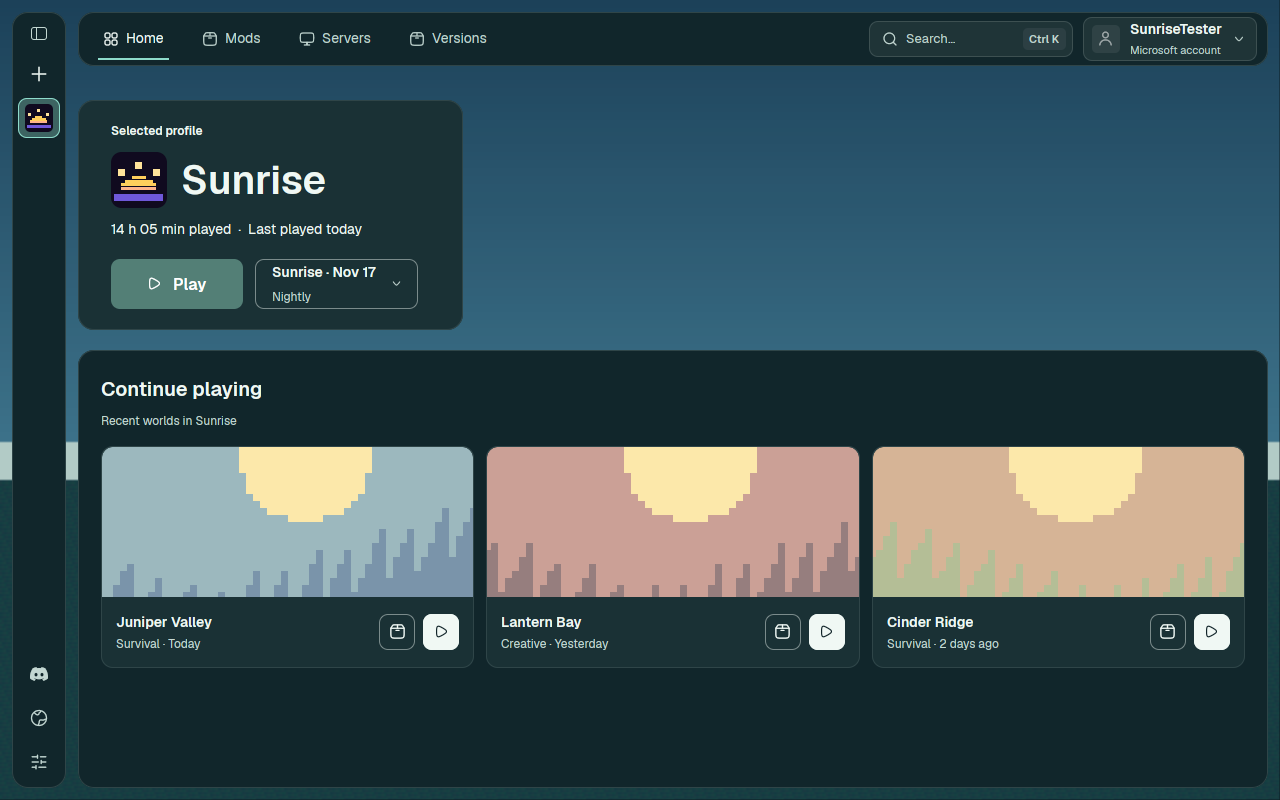 Home
Mods
Servers
Versions
Search...
Ctrl K
SunriseTester
Microsoft account
Selected profile
Sunrise
14 h 05 min played · Last played today
Play
Sunrise · Nov 17
Nightly
Continue playing
Recent worlds in Sunrise
Juniper Valley
Survival · Today
Lantern Bay
Creative · Yesterday
Cinder Ridge
Survival · 2 days ago